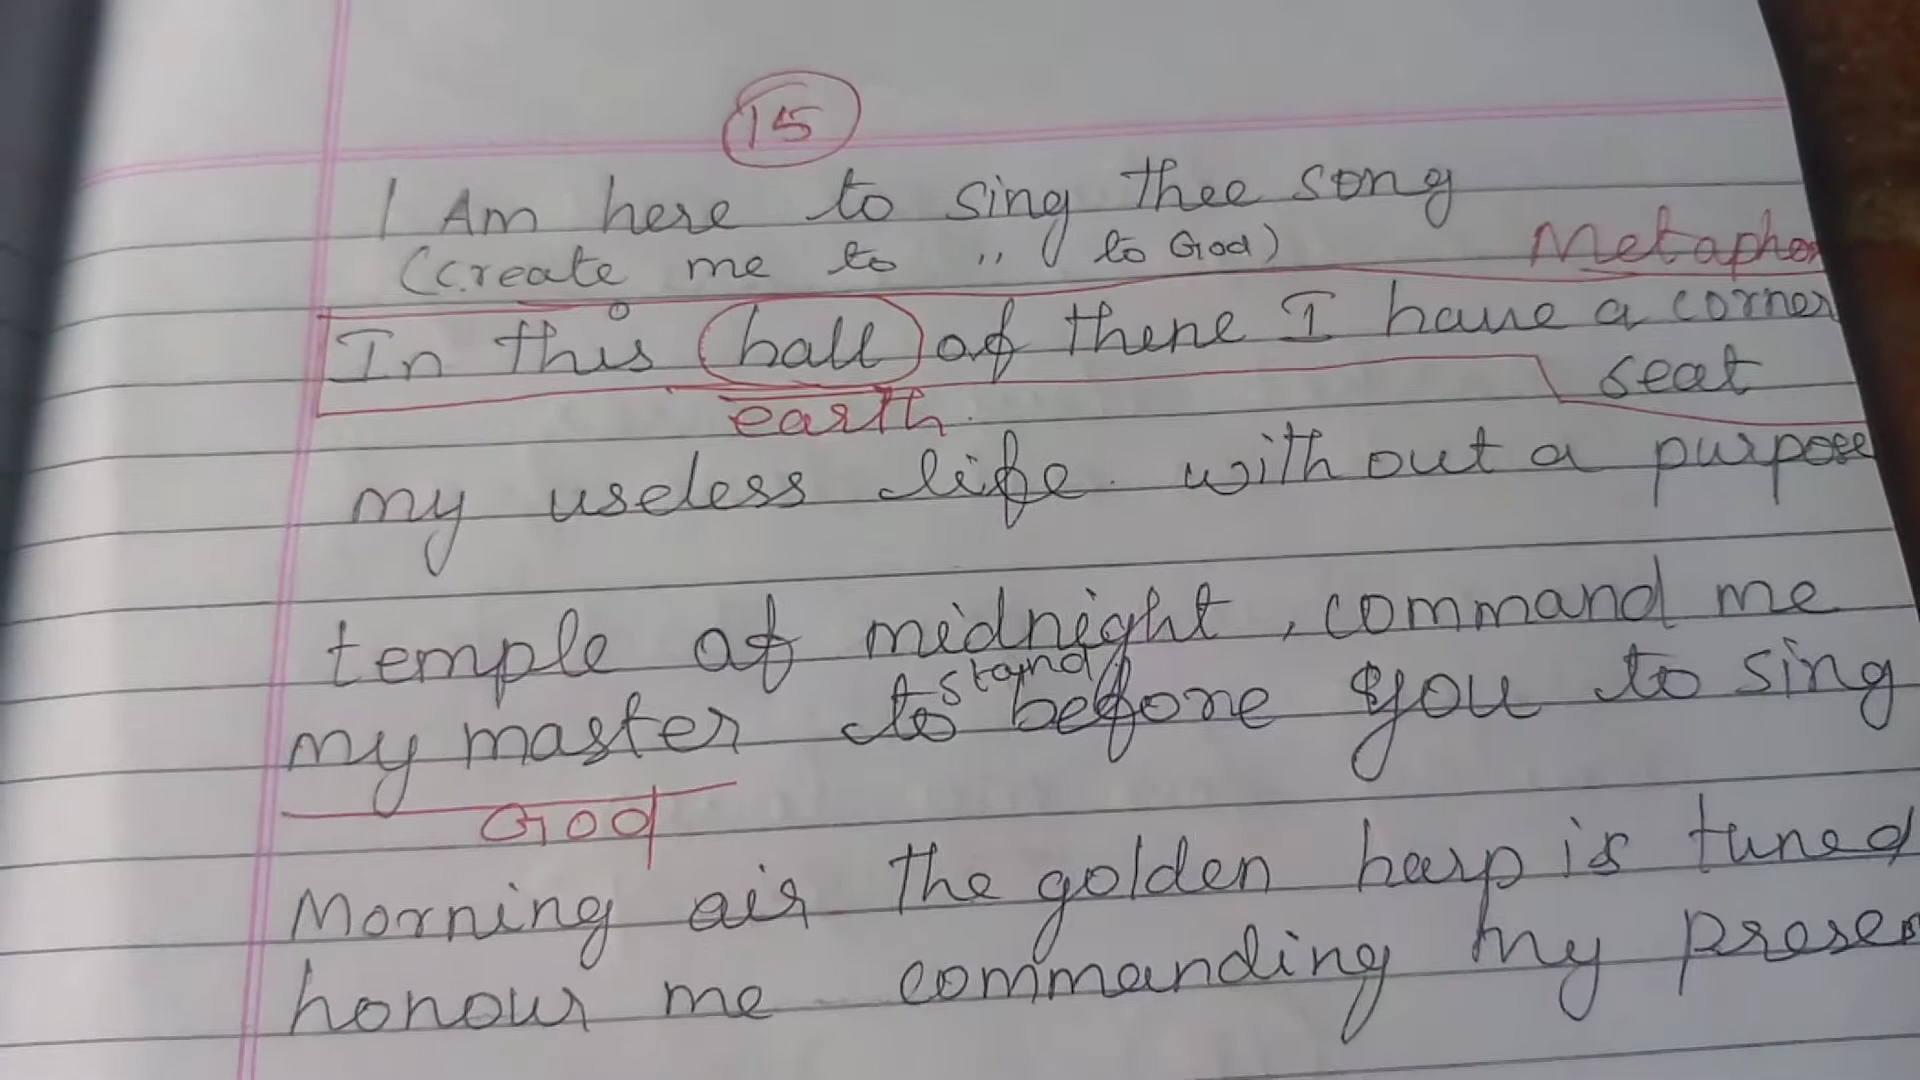 15
I Am here to sing thee song
(create me to " to God)
Metaphor
In this hall of thene I have a corner
seat
earth
my useless life without a purpose
temple of midnight, command me
stand
my master to before you to sing
God
Morning air the golden harp is tuned
honour me commanding my presen